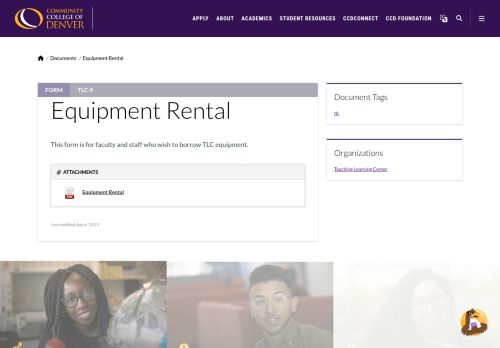 COMMUNITY
COLLEGE OF
DENVER
APPLY ABOUT ACADEMICS STUDENT RESOURCES CCDCONNECT CCD FOUNDATION
/ Documents / Equipment Rental
FORM TLC-9
Equipment Rental
This form is for faculty and staff who wish to borrow TLC equipment.
ATTACHMENTS
PDF
Equipment Rental
Last modified July 6, 2019
Document Tags
tlc
Organizations
Teaching Learning Center